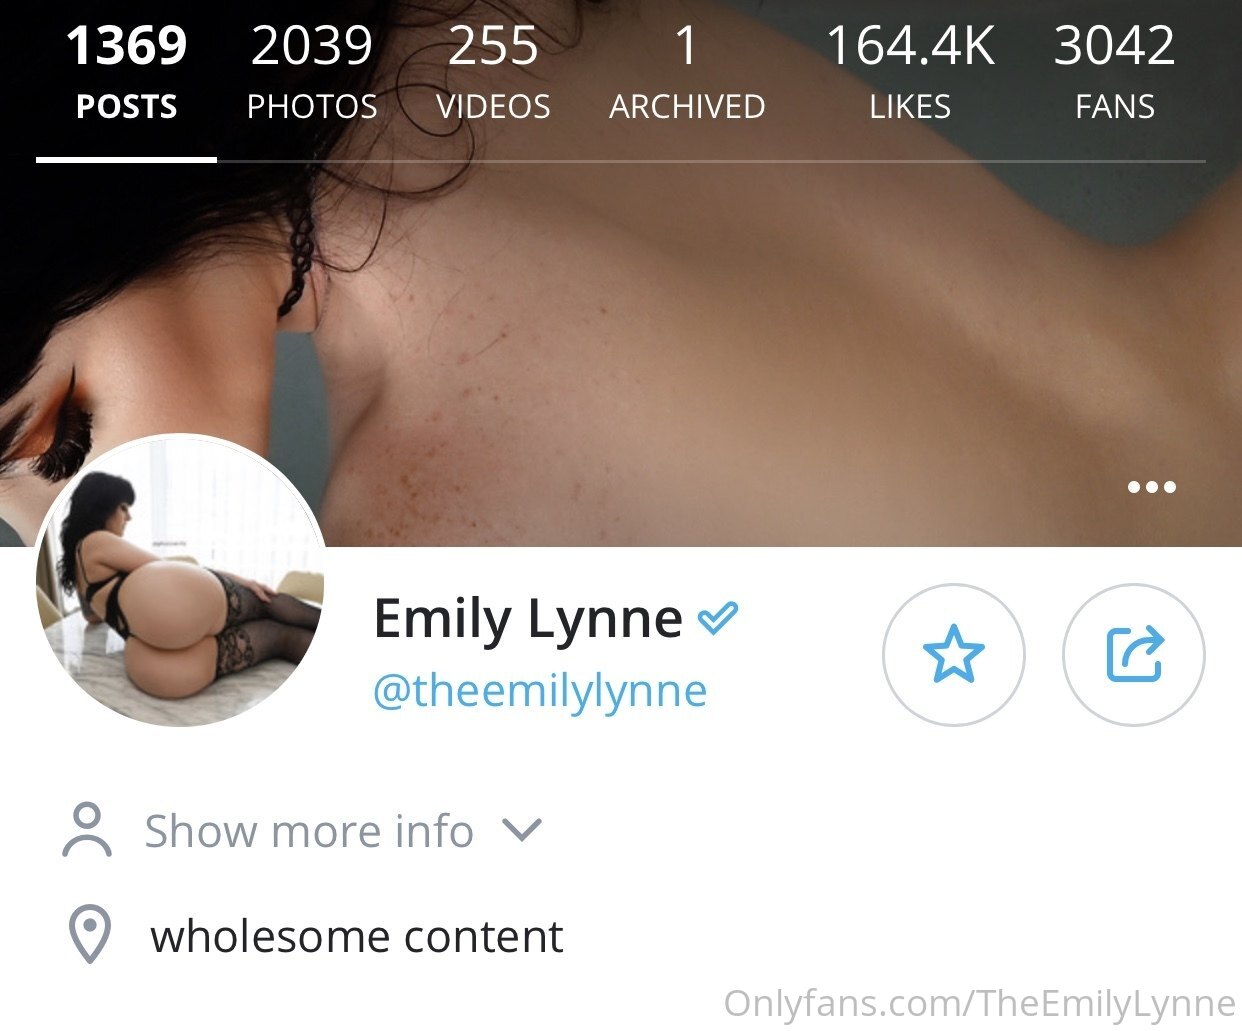 1369 2039 255 1 164.4K 3042
POSTS PHOTOS VIDEOS ARCHIVED LIKES FANS
Emily Lynne
@theemilylynne
Show more info
wholesome content
Onlyfans.com/TheEmilyLynne